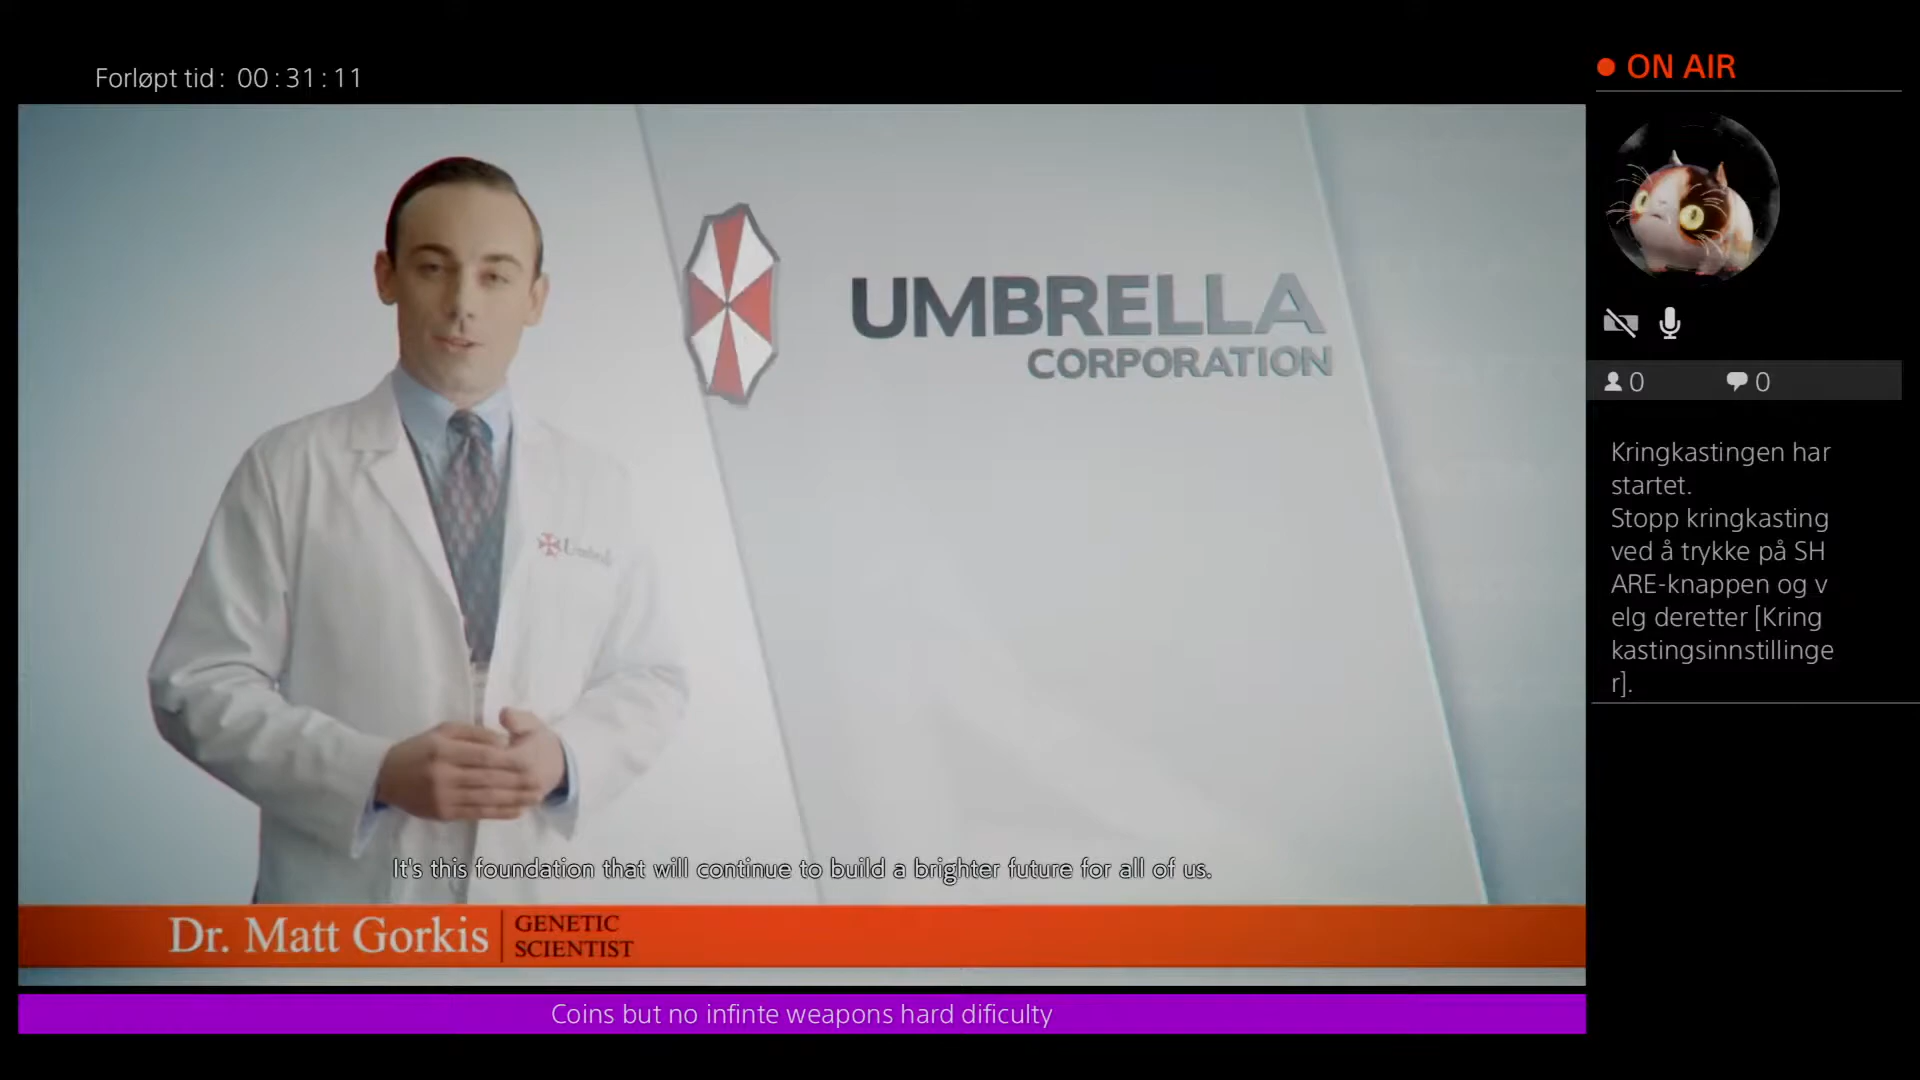 Forløpt tid: 00:31:11
ON AIR
UMBRELLA
CORPORATION
0 0
Kringkastingen har
startet.
Stopp kringkasting
ved å trykke på SH
ARE-knappen og v
elg deretter [Kring
kastingsinnstillinge
r].
It's this foundation that will continue to build a brighter future for all of us.
Dr. Matt Gorkis
GENETIC
SCIENTIST
Coins but no infinte weapons hard dificulty